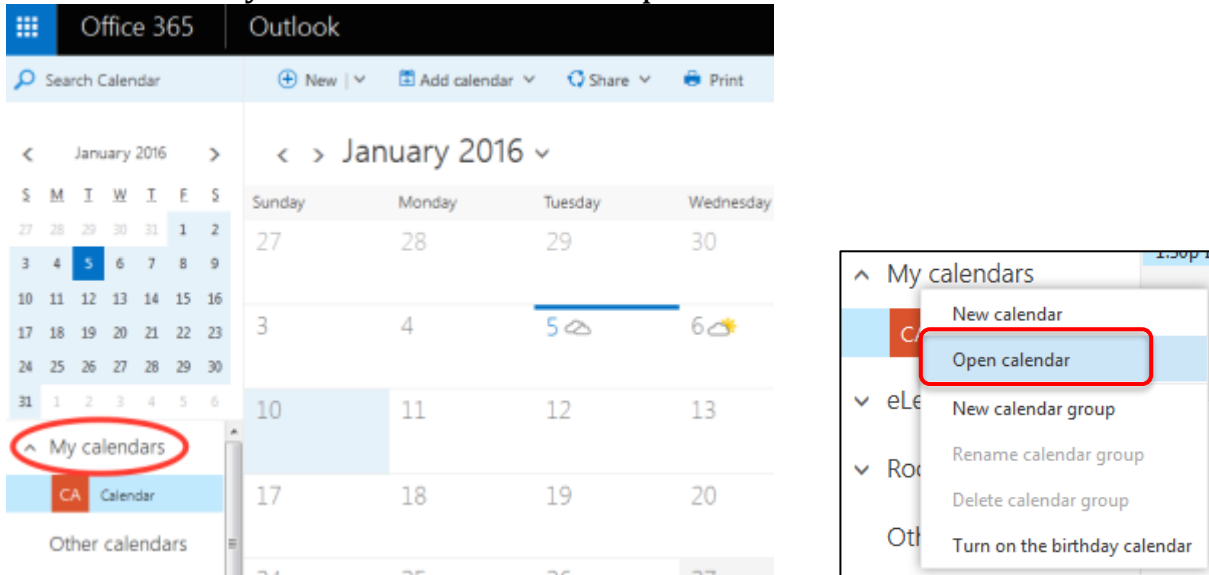 Office 365 Outlook
Search Calendar New Add calendar Share Print
January 2016
S M T W T F S
27 28 29 30 31 1 2
3 4 5 6 7 8 9
10 11 12 13 14 15 16
17 18 19 20 21 22 23
24 25 26 27 28 29 30
31 1 2 3 4 5 6
My calendars
CA Calendar
Other calendars
January 2016
Sunday Monday Tuesday Wednesday
27 28 29 30
3 4 5 6
10 11 12 13
17 18 19 20
My calendars
New calendar
Open calendar
New calendar group
Rename calendar group
Delete calendar group
Turn on the birthday calendar